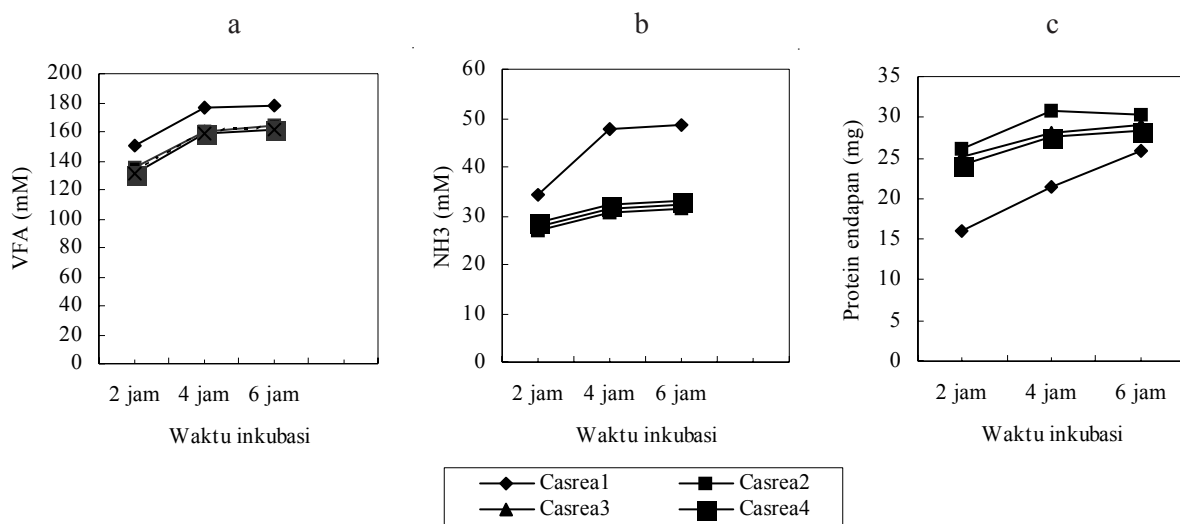 a
200
180
160
140
120
100
80
60
40
20
0
VFA (mM)
2 jam 4 jam 6 jam
Waktu inkubasi
b
60
50
40
30
20
10
0
NH3 (mM)
2 jam 4 jam 6 jam
Waktu inkubasi
c
35
30
25
20
15
10
5
0
Protein endapan (mg)
2 jam 4 jam 6 jam
Waktu inkubasi
Casrea1 Casrea2
Casrea3 Casrea4